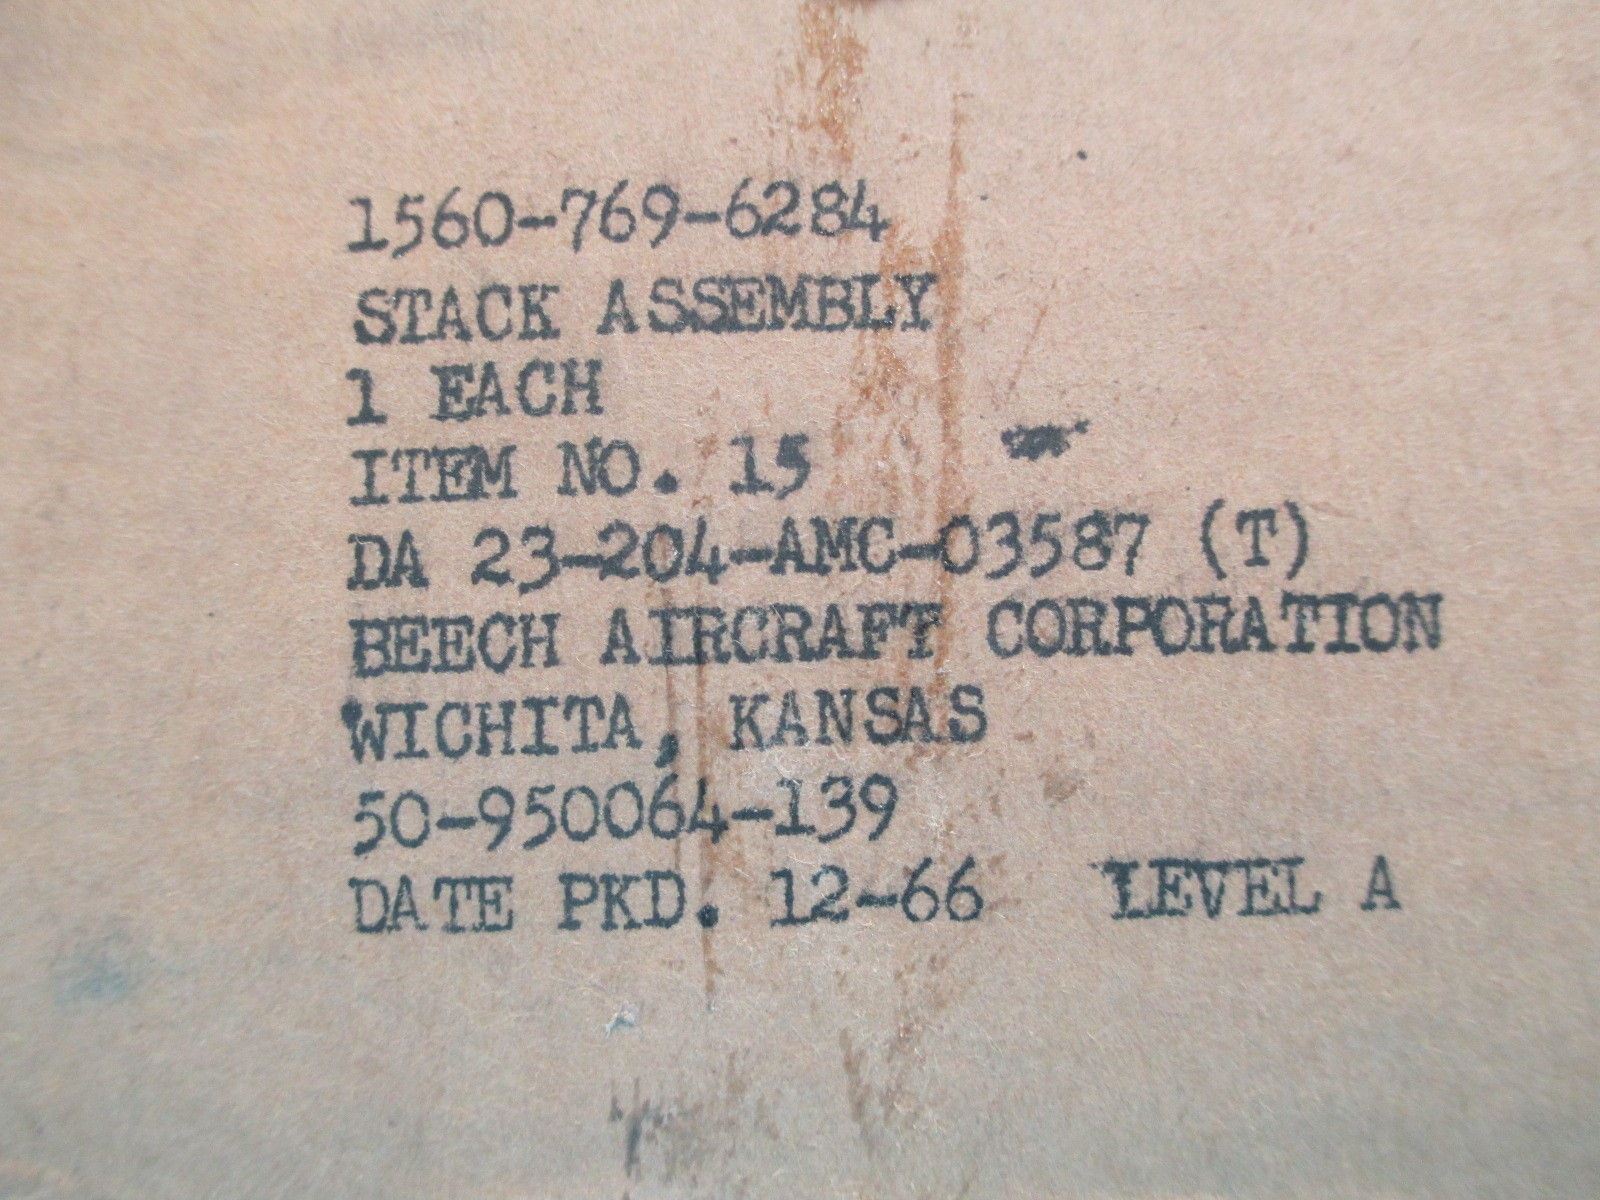 1560-769-6284
STACK ASSEMBLY
1 EACH
ITEM NO. 15
DA 23-204-AMC-03587 (T)
BEECH AIRCRAFT CORPORATION
WICHITA, KANSAS
50-950064-139
DATE PKD. 12-66 LEVEL A